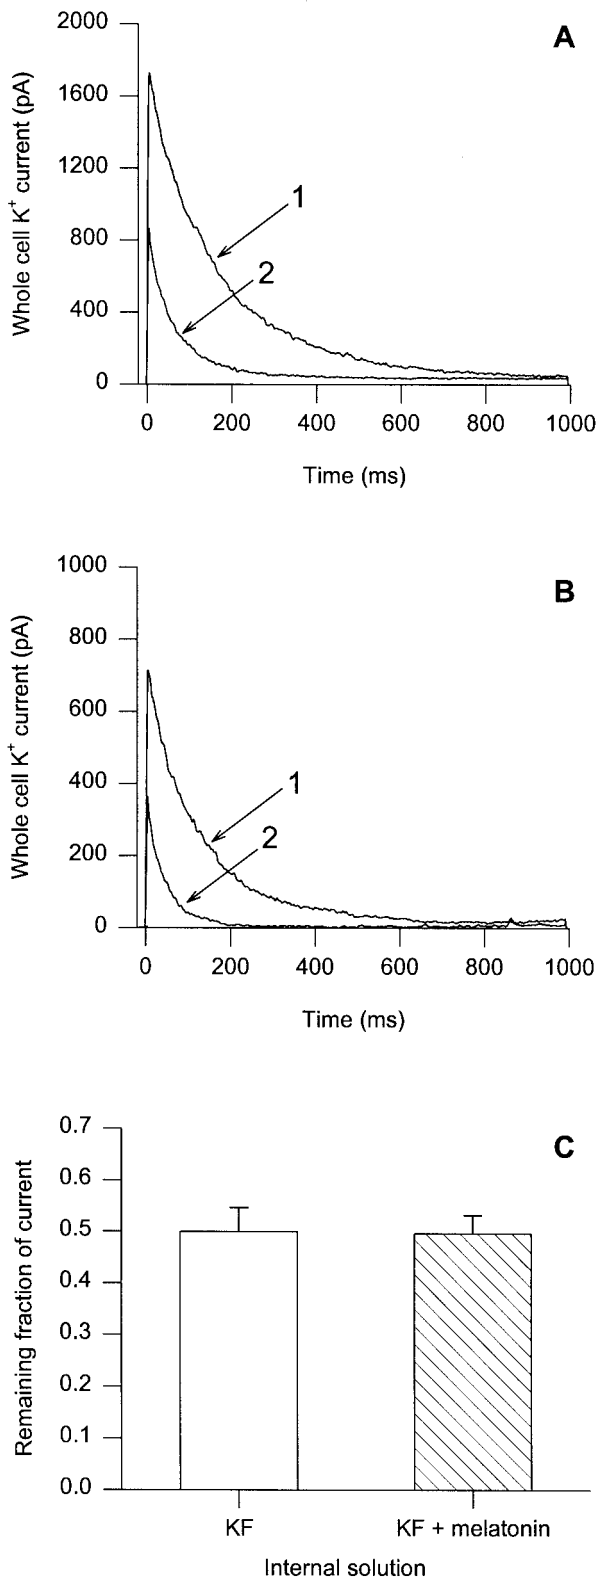 A
2000
1600
1200
800
400
0
Whole cell K+ current (pA)
1
2
0 200 400 600 800 1000
Time (ms)
B
1000
800
600
400
200
0
Whole cell K+ current (pA)
1
2
0 200 400 600 800 1000
Time (ms)
C
0.7
0.6
0.5
0.4
0.3
0.2
0.1
0.0
Remaining fraction of current
KF KF + melatonin
Internal solution